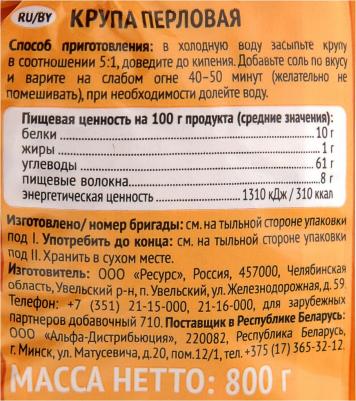 RU/BY КРУПА ПЕРЛОВАЯ
Способ приготовления: в холодную воду засыпьте крупу
в соотношении 5:1, доведите до кипения. Добавьте соль по вкусу
и варите на слабом огне 40–50 минут (желательно не
помешивать), при необходимости долейте воду.
Пищевая ценность на 100 г продукта (средние значения):
белки 10 г
жиры 1 г
углеводы 61 г
пищевые волокна 8 г
энергетическая ценность 1310 кДж / 310 ккал
Изготовлено/ номер бригады: см. на тыльной стороне упаковки
под I. Употребить до конца: см. на тыльной стороне упаковки
под II. Хранить в сухом месте.
Изготовитель: ООО «Ресурс», Россия, 457000, Челябинская
область, Увельский р-н, п. Увельский, ул. Железнодорожная, д. 59.
Телефон: +7 (351) 21-15-000, 21-16-000, для зарубежных
партнеров добавочный 710. Поставщик в Республике Беларусь:
ООО «Альфа-Дистрибьюция», 220082, Республика Беларусь,
г. Минск, ул. Матусевича, д.20, пом.12/1, тел. +375 (17) 365-32-12.
МАССА НЕТТО: 800 г